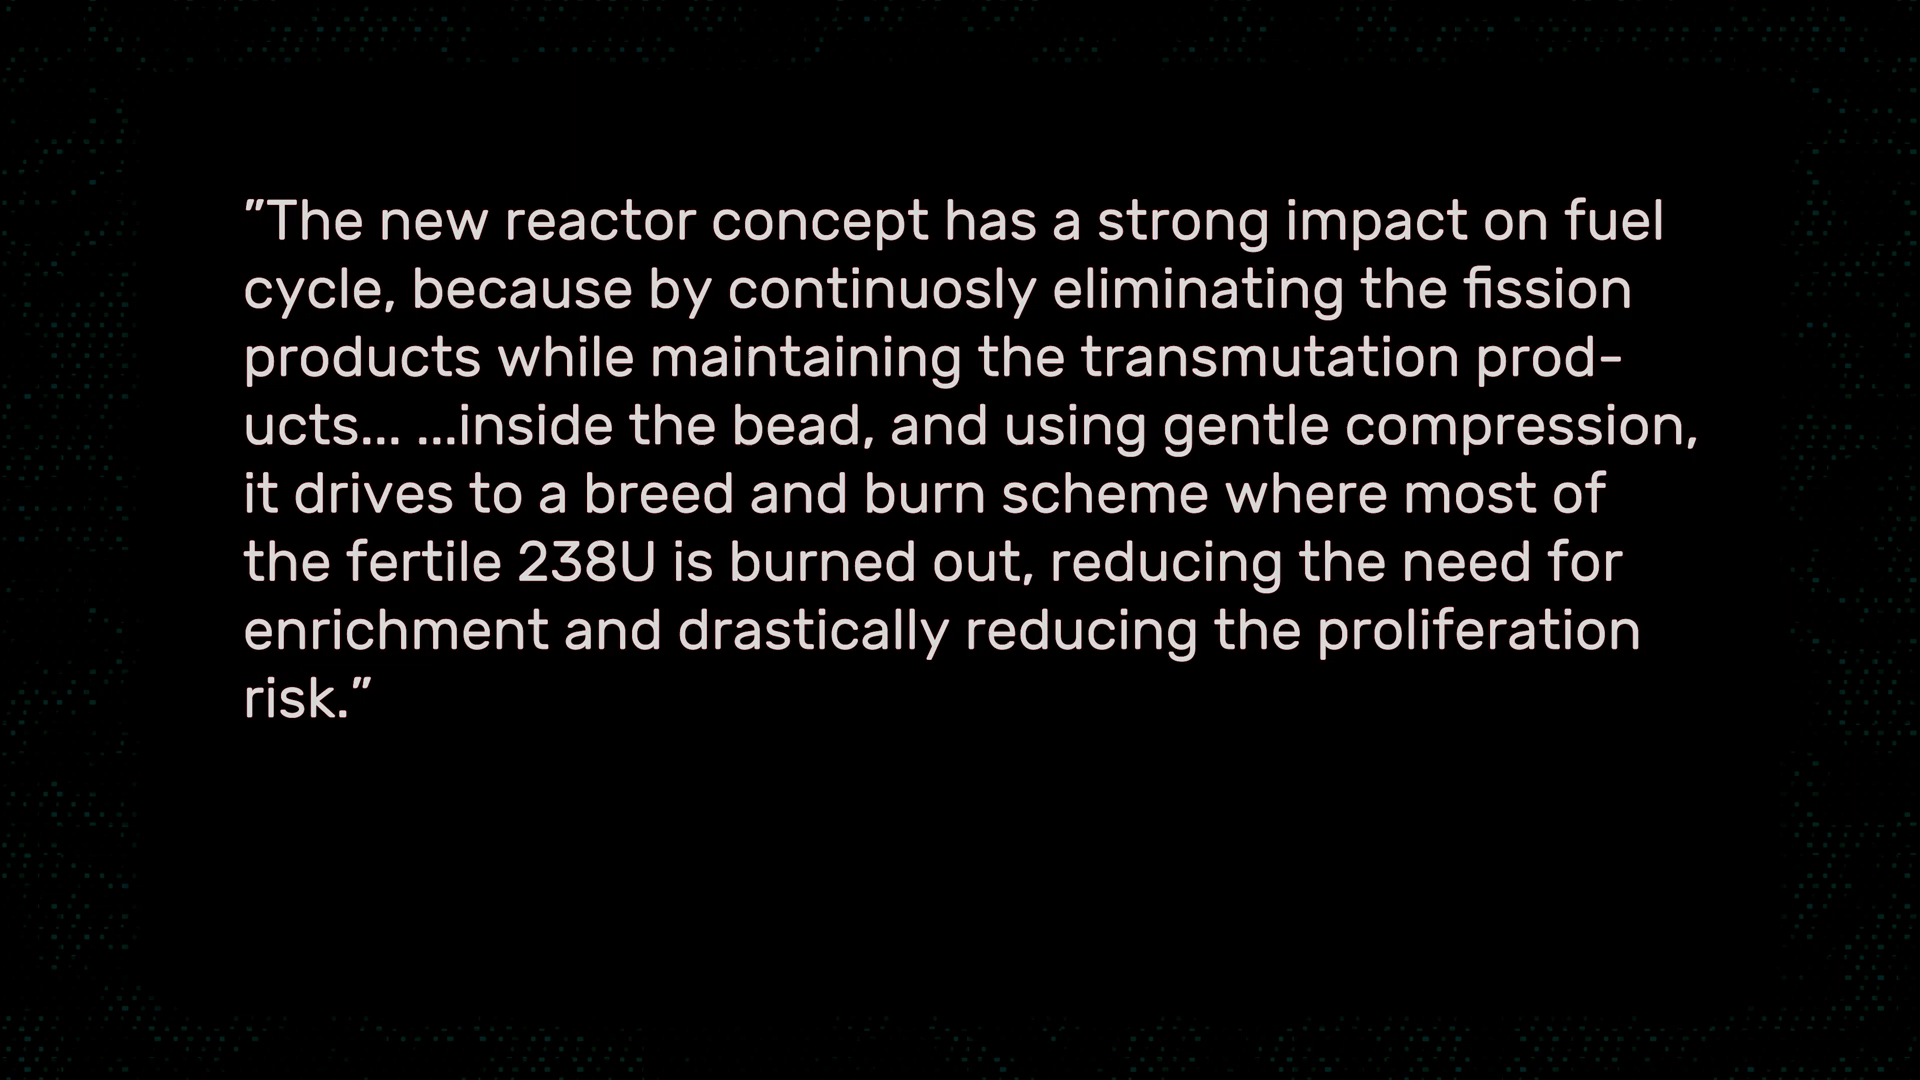 "The new reactor concept has a strong impact on fuel
cycle, because by continuosly eliminating the fission
products while maintaining the transmutation prod-
ucts... ...inside the bead, and using gentle compression,
it drives to a breed and burn scheme where most of
the fertile 238U is burned out, reducing the need for
enrichment and drastically reducing the proliferation
risk."